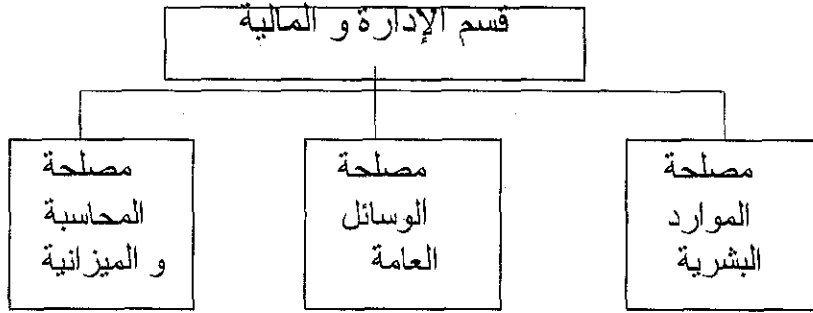 قسم الإدارة و المالية
مصلحة
الموارد
البشرية
مصلحة
الوسائل
العامة
مصلحة
المحاسبة
و الميزانية